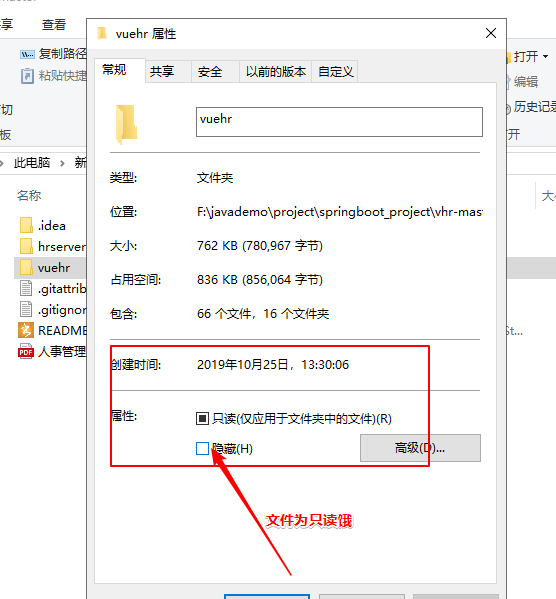 享 查看
vuehr 属性
复制路径
打开
粘贴快捷
编辑
切
历史记录
板
开
常规 共享 安全 以前的版本 自定义
vuehr
此电脑 新
名称
大小
.idea
hrserver
vuehr
.gitattrib
.gitignor
README
St...
PDF 人事管理
类型: 文件夹
位置: F:\javademo\project\springboot_project\vhr-mas
大小: 762 KB (780,967 字节)
占用空间: 836 KB (856,064 字节)
包含: 66 个文件，16 个文件夹
创建时间: 2019年10月25日，13:30:06
属性: 只读(仅应用于文件夹中的文件)(R)
隐藏(H) 高级(D)...
文件为只读饿